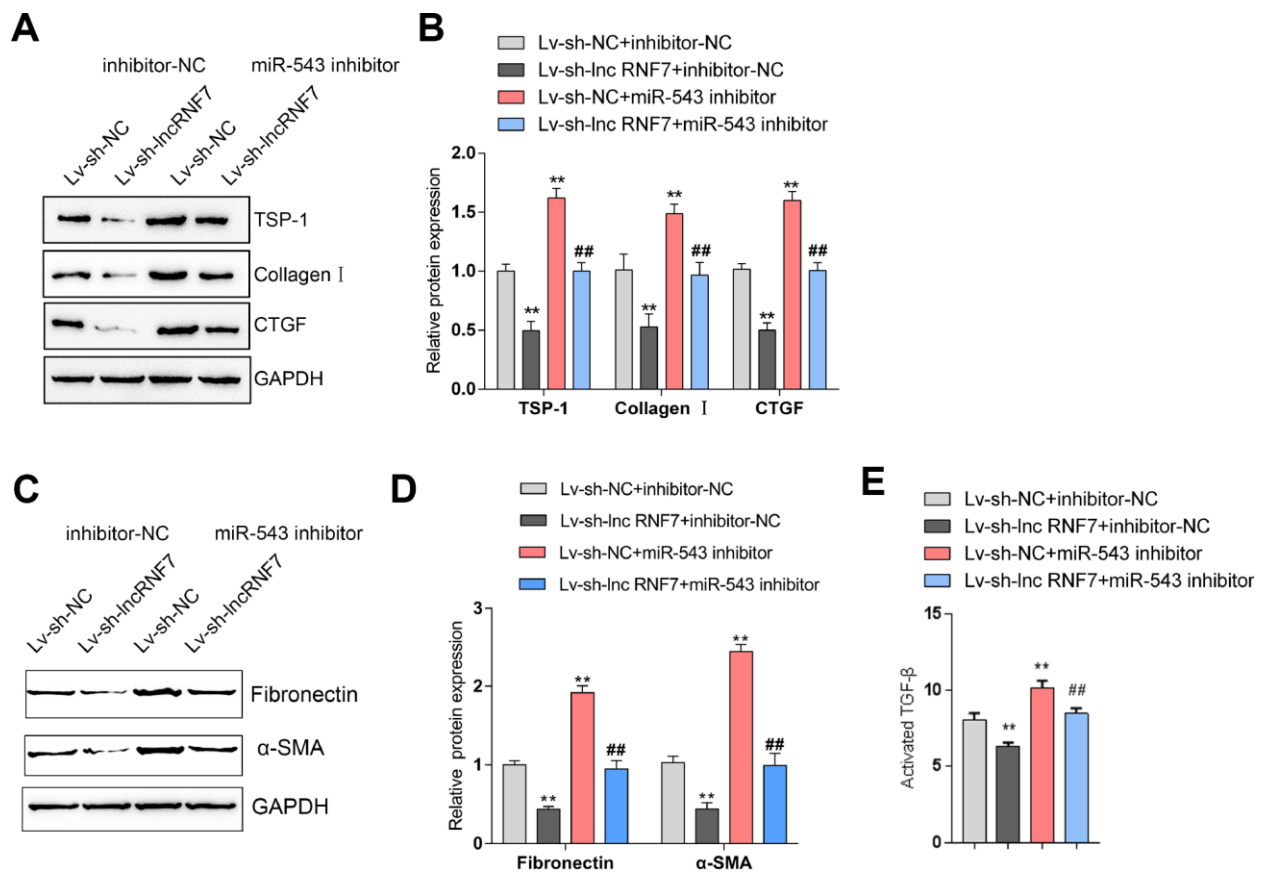 A
inhibitor-NC miR-543 inhibitor
Lv-sh-NC Lv-sh-lncRNF7 Lv-sh-NC Lv-sh-lncRNF7
TSP-1
Collagen Ⅰ
CTGF
GAPDH
B
Lv-sh-NC+inhibitor-NC
Lv-sh-lnc RNF7+inhibitor-NC
Lv-sh-NC+miR-543 inhibitor
Lv-sh-lnc RNF7+miR-543 inhibitor
Relative protein expression
2.0
1.5
1.0
0.5
0.0
** ** ##
** ** ##
** ** ##
TSP-1 Collagen Ⅰ CTGF
C
inhibitor-NC miR-543 inhibitor
Lv-sh-NC Lv-sh-lncRNF7 Lv-sh-NC Lv-sh-lncRNF7
Fibronectin
α-SMA
GAPDH
D
Lv-sh-NC+inhibitor-NC
Lv-sh-lnc RNF7+inhibitor-NC
Lv-sh-NC+miR-543 inhibitor
Lv-sh-lnc RNF7+miR-543 inhibitor
Relative protein expression
3
2
1
0
** ** ##
** ** ##
Fibronectin α-SMA
E
Lv-sh-NC+inhibitor-NC
Lv-sh-lnc RNF7+inhibitor-NC
Lv-sh-NC+miR-543 inhibitor
Lv-sh-lnc RNF7+miR-543 inhibitor
Activated TGF-β
15
10
5
0
** ** ##